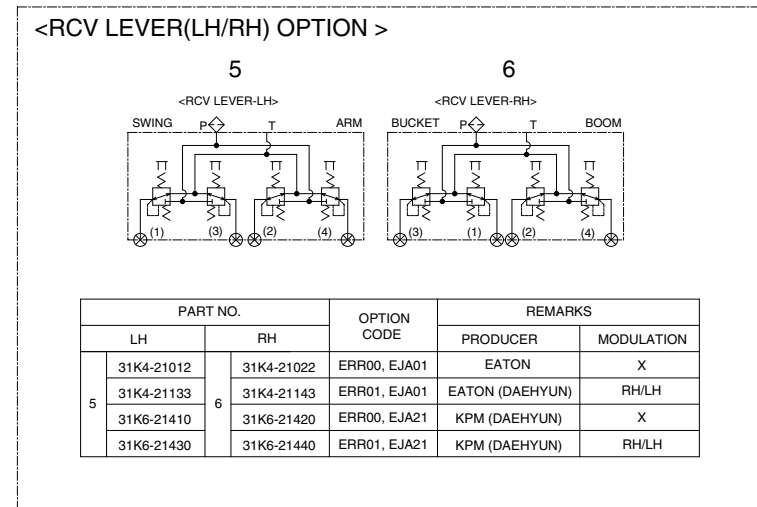 <RCV LEVER(LH/RH) OPTION >
5 6
<RCV LEVER-LH> <RCV LEVER-RH>
SWING P T ARM BUCKET P T BOOM
(1) (3) (2) (4) (3) (1) (2) (4)
PART NO. OPTION CODE REMARKS
LH RH PRODUCER MODULATION
5 31K4-21012 6 31K4-21022 ERR00, EJA01 EATON X
31K4-21133 31K4-21143 ERR01, EJA01 EATON (DAEHYUN) RH/LH
31K6-21410 31K6-21420 ERR00, EJA21 KPM (DAEHYUN) X
31K6-21430 31K6-21440 ERR01, EJA21 KPM (DAEHYUN) RH/LH